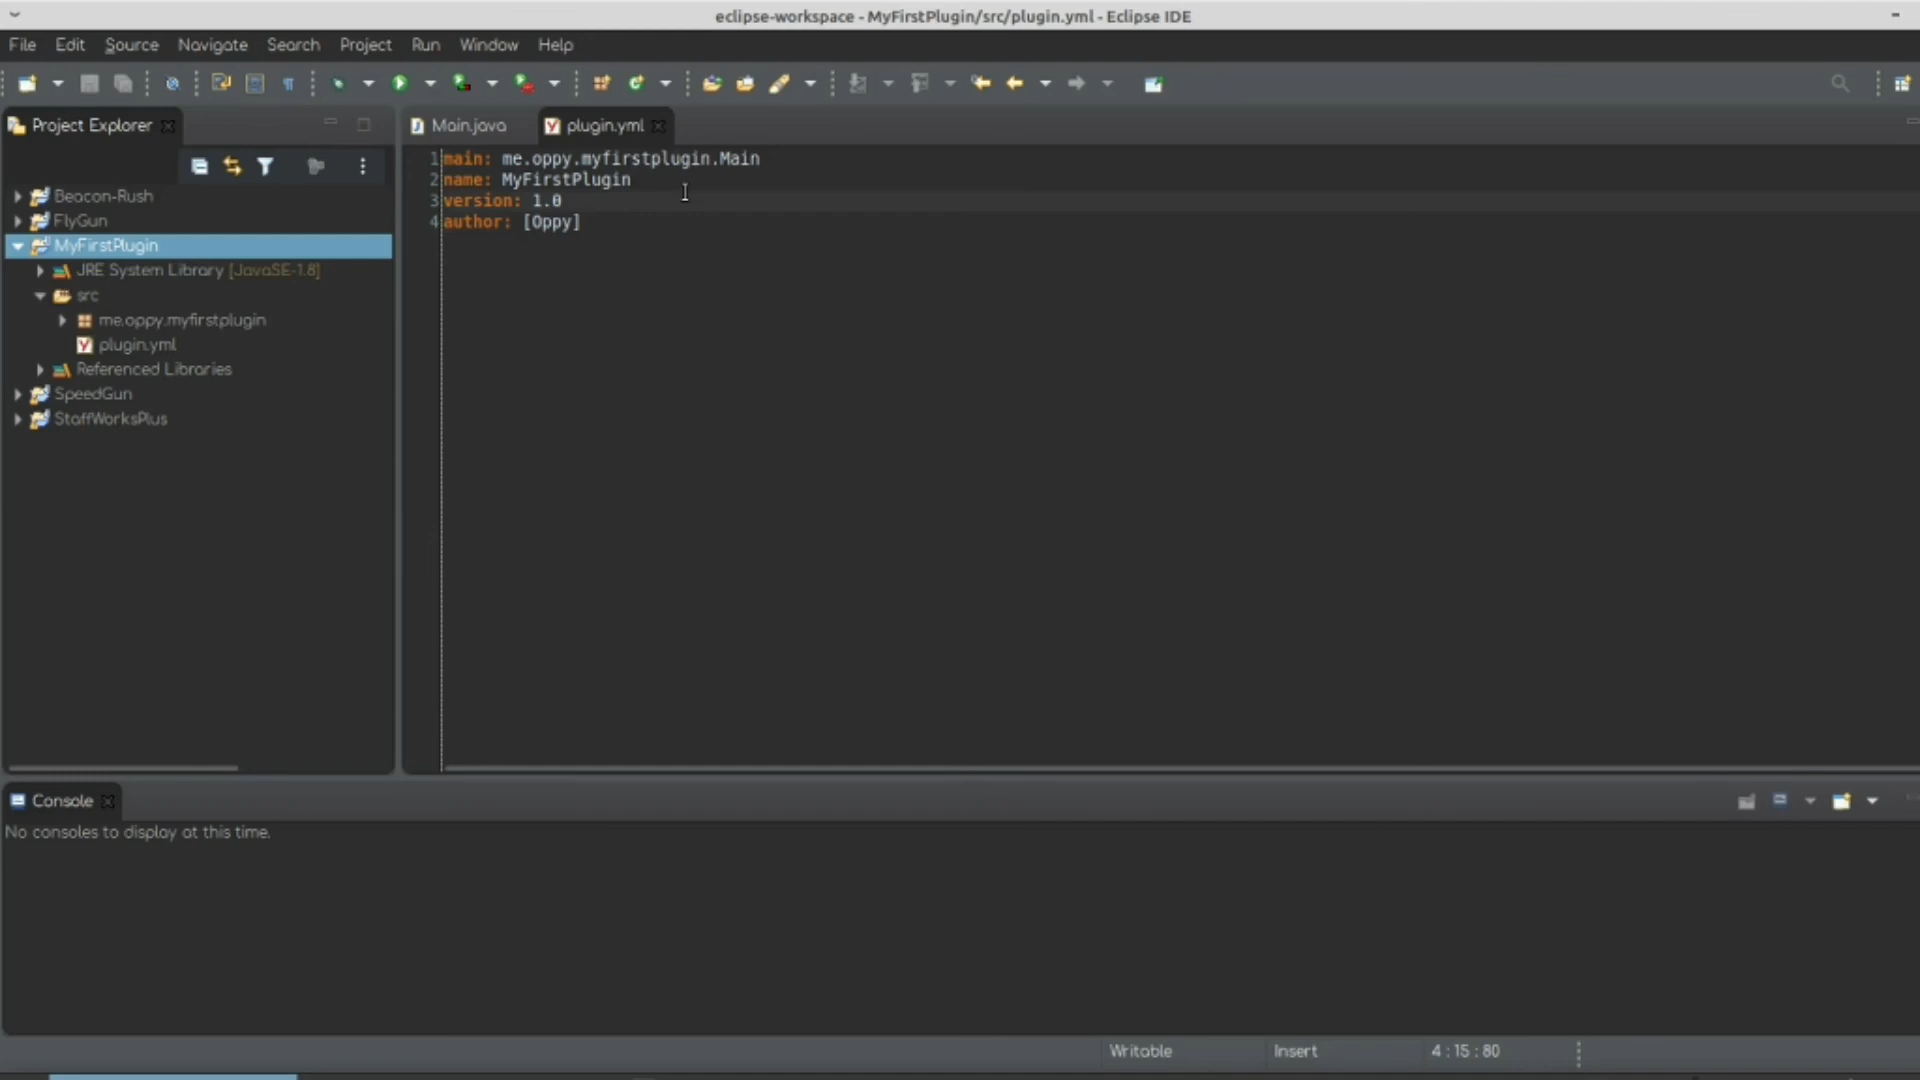 eclipse-workspace - MyFirstPlugin/src/plugin.yml - Eclipse IDE
File Edit Source Navigate Search Project Run Window Help
Project Explorer
Main.java plugin.yml
Beacon-Rush
FlyGun
MyFirstPlugin
JRE System Library [JavaSE-1.8]
src
me.oppy.myfirstplugin
plugin.yml
Referenced Libraries
SpeedGun
StaffWorksPlus
1 main: me.oppy.myfirstplugin.Main
2 name: MyFirstPlugin
3 version: 1.0
4 author: [Oppy]
Console
No consoles to display at this time.
Writable Insert 4 : 15 : 80